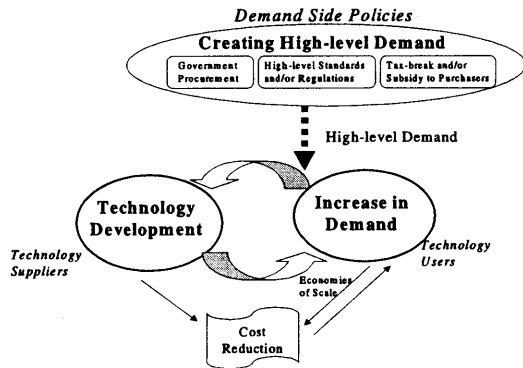 Demand Side Policies
Creating High-level Demand
Government
Procurement
High-level Standards
and/or Regulations
Tax-break and/or
Subsidy to Purchasers
High-level Demand
Technology
Development
Increase in
Demand
Technology
Suppliers
Technology
Users
Economies
of Scale
Cost
Reduction